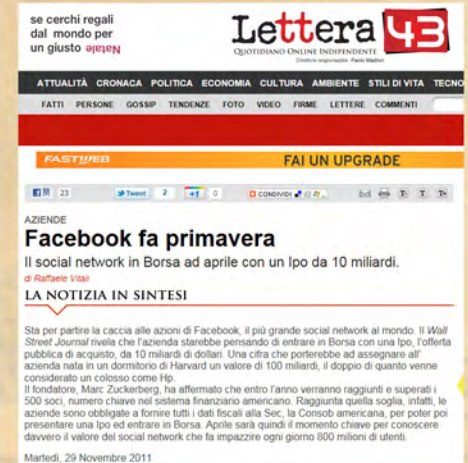 se cerchi regali
dal mondo per
un giusto Natale
Lettera 43
QUOTIDIANO ONLINE INDIPENDENTE
Direttore responsabile Paolo Madron
ATTUALITÀ CRONACA POLITICA ECONOMIA CULTURA AMBIENTE STILI DI VITA TECNO
FATTI PERSONE GOSSIP TENDENZE FOTO VIDEO FIRME LETTERE COMMENTI
FASTWEB FAI UN UPGRADE
23 Tweet 2 +1 0 CONDIVIDI T- T T+
AZIENDE
Facebook fa primavera
Il social network in Borsa ad aprile con un Ipo da 10 miliardi.
di Raffaele Vitali
LA NOTIZIA IN SINTESI
Sta per partire la caccia alle azioni di Facebook, il più grande social network al mondo. Il Wall
Street Journal rivela che l'azienda starebbe pensando di entrare in Borsa con una Ipo, l'offerta
pubblica di acquisto, da 10 miliardi di dollari. Una cifra che porterebbe ad assegnare all'
azienda nata in un dormitorio di Harvard un valore di 100 miliardi, il doppio di quanto venne
considerato un colosso come Hp.
Il fondatore, Marc Zuckerberg, ha affermato che entro l'anno verranno raggiunti e superati i
500 soci, numero chiave nel sistema finanziario americano. Raggiunta quella soglia, infatti, le
aziende sono obbligate a fornire tutti i dati fiscali alla Sec, la Consob americana, per poter poi
presentare una Ipo ed entrare in Borsa. Aprile sarà quindi il momento chiave per conoscere
davvero il valore del social network che fa impazzire ogni giorno 800 milioni di utenti.
Martedì, 29 Novembre 2011